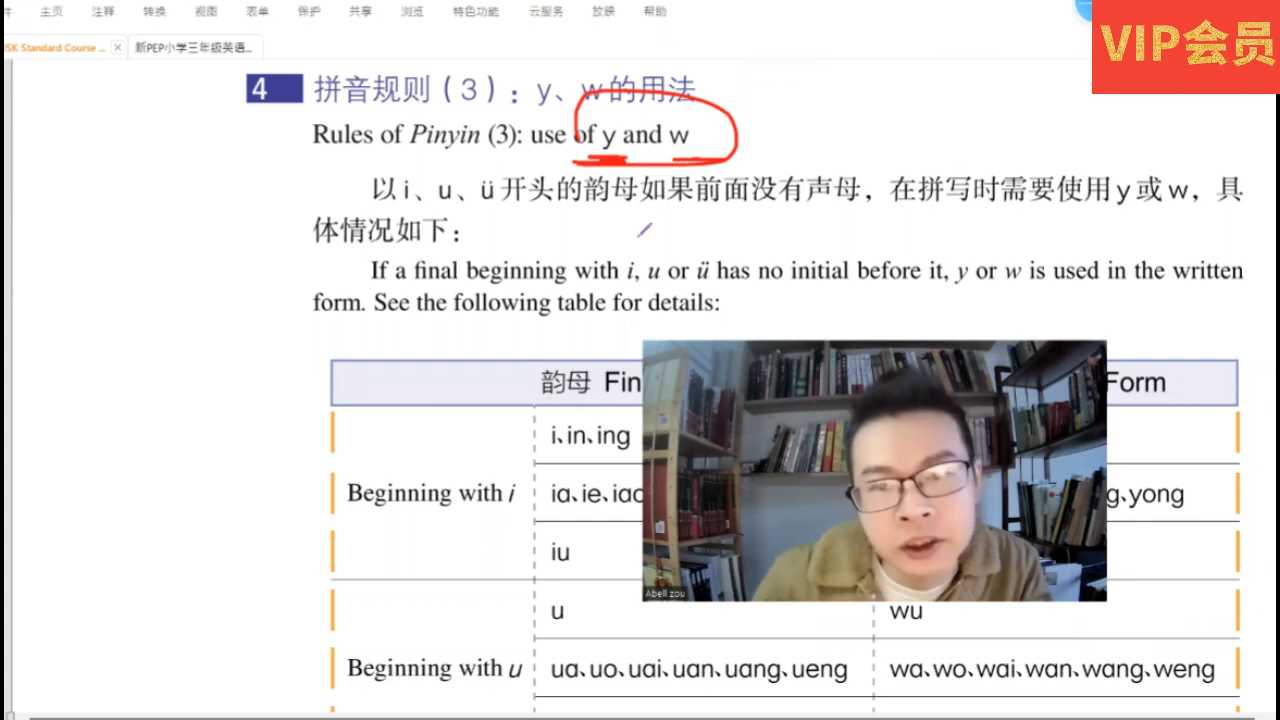 主页 注释 转换 视图 表单 保护 共享 浏览 特色功能 云服务 放映 帮助
VIP会员
ISK Standard Course ... × 新PEP小学三年级英语...
4 拼音规则（3）：y、w的用法
Rules of Pinyin (3): use of y and w
以 i、u、ü 开头的韵母如果前面没有声母，在拼写时需要使用 y 或 w，具
体情况如下：
If a final beginning with i, u or ü has no initial before it, y or w is used in the written
form. See the following table for details:
韵母 Fin Form
i、in、ing
Beginning with i ia、ie、iao g、yong
iu
Abell zou
u wu
Beginning with u ua、uo、uai、uan、uang、ueng wa、wo、wai、wan、wang、weng